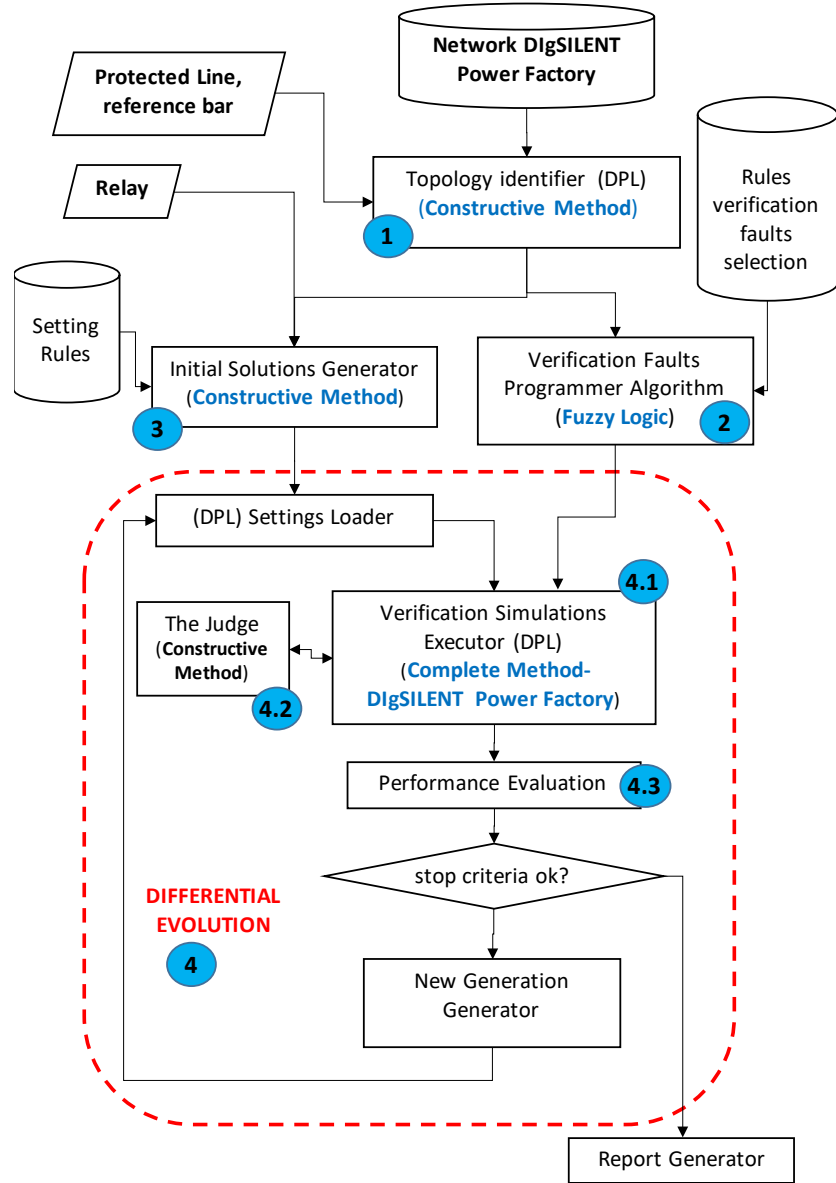 Network DIgSILENT
Power Factory
Protected Line,
reference bar
Relay
Topology identifier (DPL)
(Constructive Method)
1
Rules
verification
faults
selection
Setting
Rules
Initial Solutions Generator
(Constructive Method)
3
Verification Faults
Programmer Algorithm
(Fuzzy Logic)
2
(DPL) Settings Loader
4.1
Verification Simulations
Executor (DPL)
(Complete Method-
DIgSILENT Power Factory)
The Judge
(Constructive
Method)
4.2
Performance Evaluation
4.3
stop criteria ok?
DIFFERENTIAL
EVOLUTION
4
New Generation
Generator
Report Generator